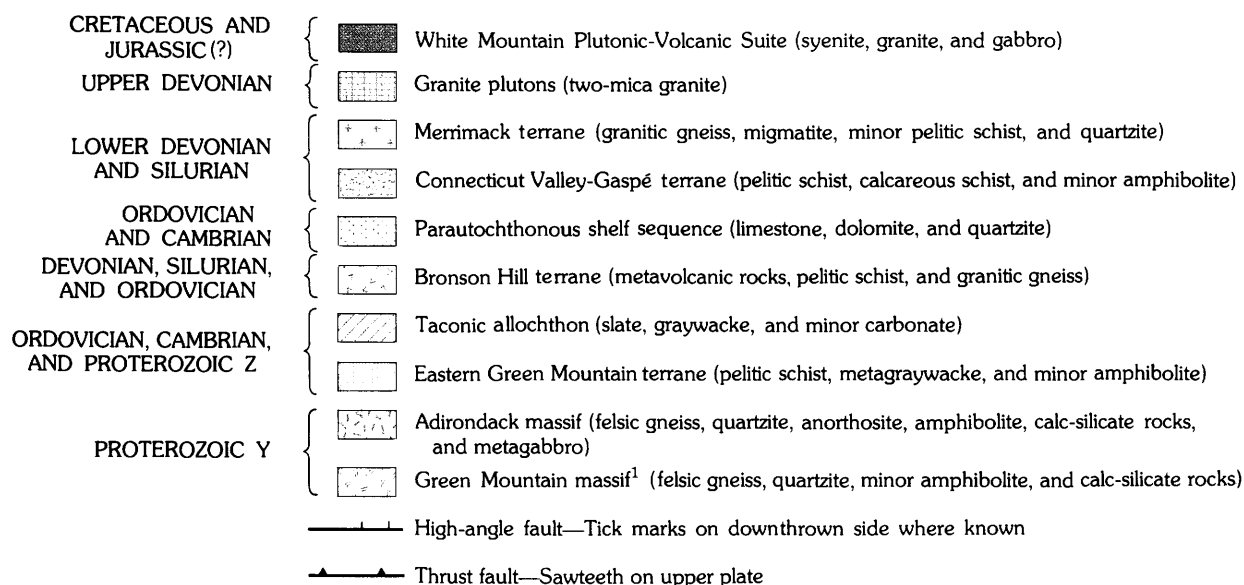 CRETACEOUS AND
JURASSIC (?)
White Mountain Plutonic-Volcanic Suite (syenite, granite, and gabbro)
UPPER DEVONIAN
Granite plutons (two-mica granite)
LOWER DEVONIAN
AND SILURIAN
Merrimack terrane (granitic gneiss, migmatite, minor pelitic schist, and quartzite)
Connecticut Valley-Gaspé terrane (pelitic schist, calcareous schist, and minor amphibolite)
ORDOVICIAN
AND CAMBRIAN
Parautochthonous shelf sequence (limestone, dolomite, and quartzite)
DEVONIAN, SILURIAN,
AND ORDOVICIAN
Bronson Hill terrane (metavolcanic rocks, pelitic schist, and granitic gneiss)
ORDOVICIAN, CAMBRIAN,
AND PROTEROZOIC Z
Taconic allochthon (slate, graywacke, and minor carbonate)
Eastern Green Mountain terrane (pelitic schist, metagraywacke, and minor amphibolite)
PROTEROZOIC Y
Adirondack massif (felsic gneiss, quartzite, anorthosite, amphibolite, calc-silicate rocks,
and metagabbro)
Green Mountain massif¹ (felsic gneiss, quartzite, minor amphibolite, and calc-silicate rocks)
High-angle fault—Tick marks on downthrown side where known
Thrust fault—Sawteeth on upper plate